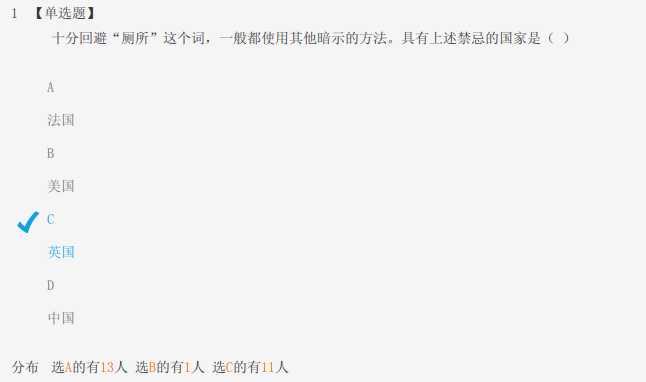 1 【单选题】
十分回避“厕所”这个词，一般都使用其他暗示的方法。具有上述禁忌的国家是（ ）
A
法国
B
美国
C
英国
D
中国
分布 选A的有13人 选B的有1人 选C的有11人